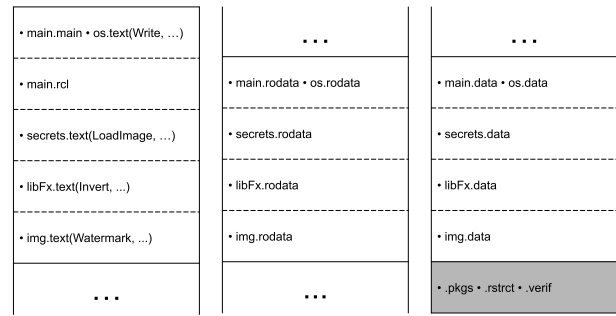 • main.main • os.text(Write, …)
• main.rcl
• secrets.text(LoadImage, …)
• libFx.text(Invert, ...)
• img.text(Watermark, ...)
...
...
• main.rodata • os.rodata
• secrets.rodata
• libFx.rodata
• img.rodata
...
...
• main.data • os.data
• secrets.data
• libFx.data
• img.data
• .pkgs • .rstrct • .verif